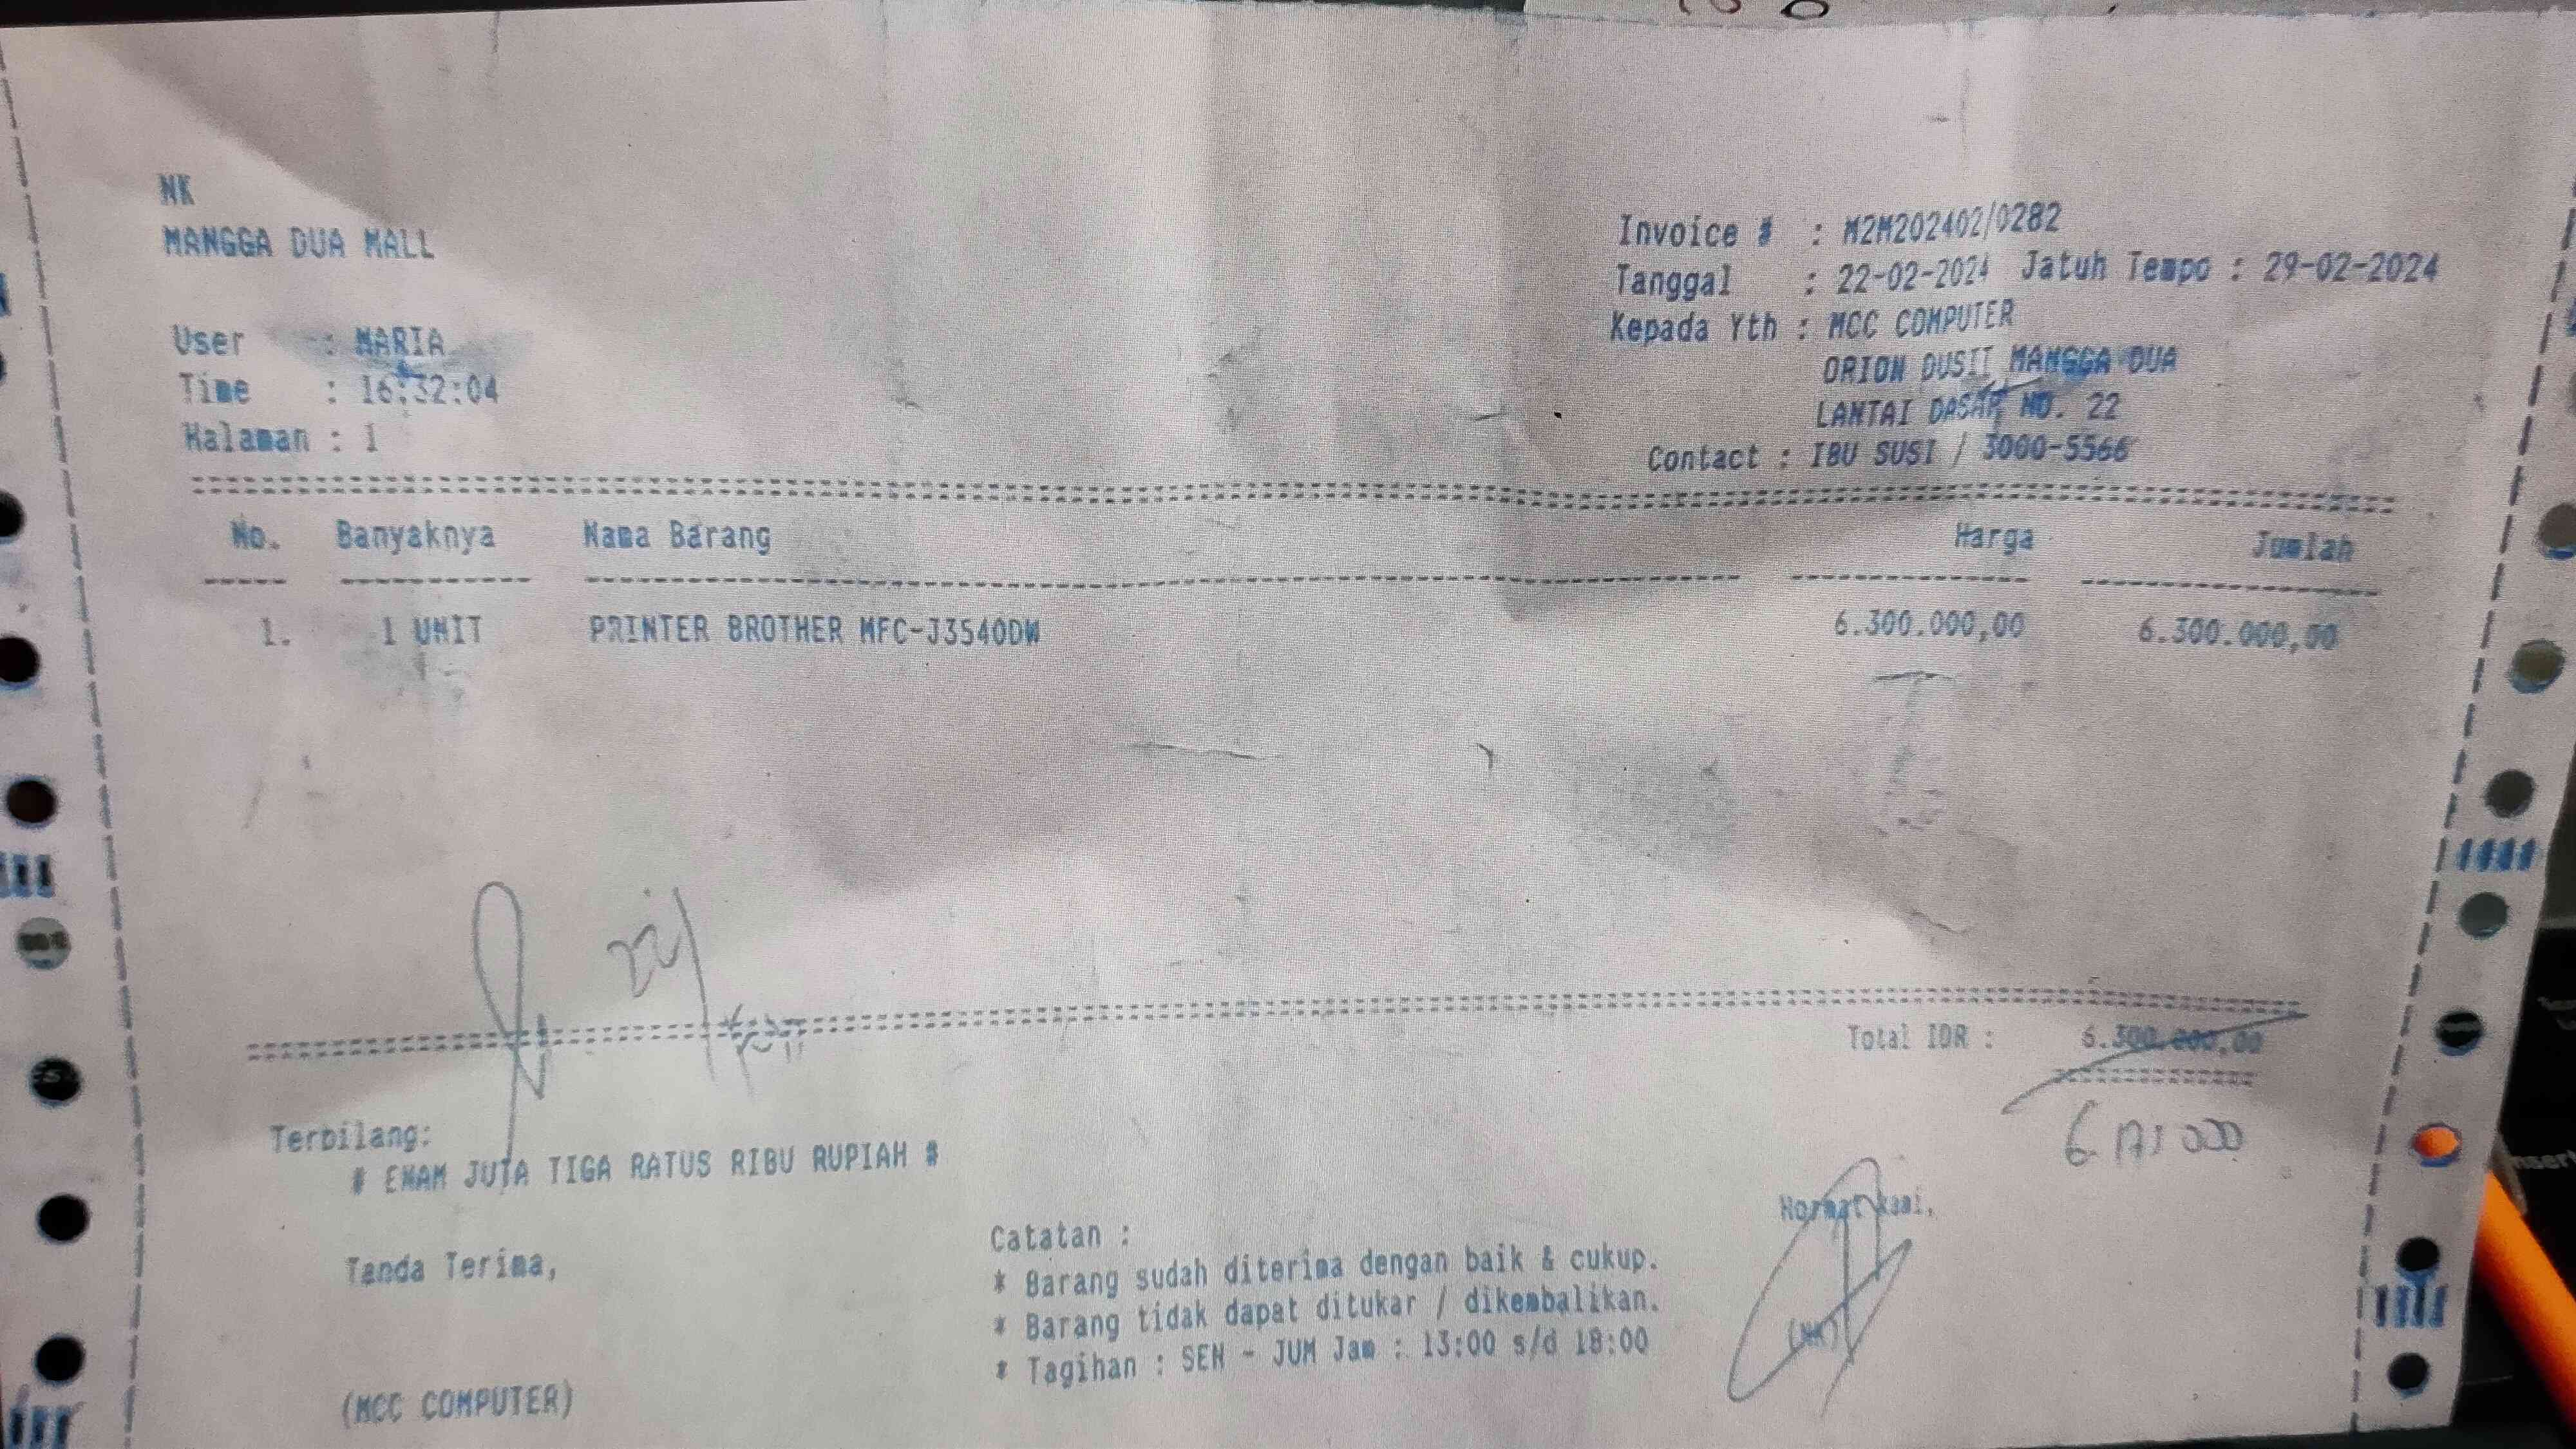 NK
MANGGA DUA MALL
Invoice # : M2M202402/0282
Tanggal : 22-02-2024 Jatuh Tempo : 29-02-2024
Kepada Yth : MCC COMPUTER
ORION DUSIT MANGGA DUA
LANTAI DASAR NO. 22
Contact : IBU SUSI / 3000-5566
User : MARIA
Time : 16:32:04
Halaman : 1
No. Banyaknya Nama Barang Harga Jumlah
1. 1 UNIT PRINTER BROTHER MFC-J3540DW 6.300.000,00 6.300.000,00
Total IDR : 6.300.000,00
Terbilang:
# ENAM JUTA TIGA RATUS RIBU RUPIAH #
Tanda Terima,
Catatan :
* Barang sudah diterima dengan baik & cukup.
* Barang tidak dapat ditukar / dikembalikan.
* Tagihan : SEN - JUM Jam : 13:00 s/d 18:00
Hormat kami,
(NK)
(MCC COMPUTER)